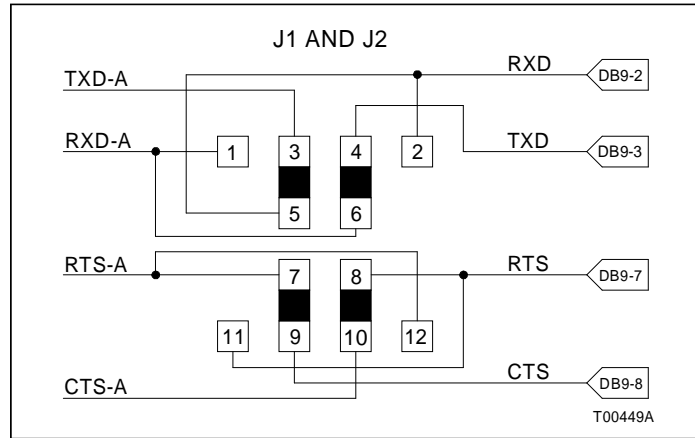 J1 AND J2
TXD-A RXD DB9-2
RXD-A 1 3 4 2 TXD DB9-3
5 6
RTS-A 7 8 RTS DB9-7
11 9 10 12
CTS-A CTS DB9-8
T00449A